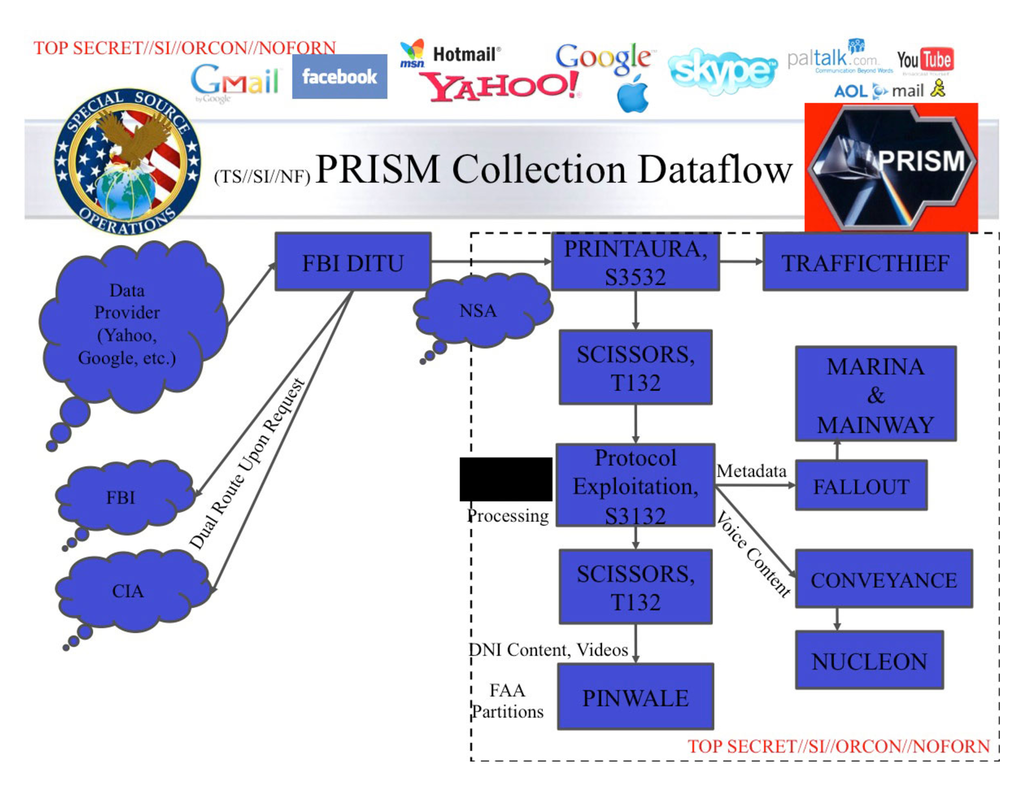 TOP SECRET//SI//ORCON//NOFORN
GMail
by Google
facebook
msn Hotmail
YAHOO!
Google
skype
paltalk.com
Communication Beyond Words
YouTube
AOL mail
SPECIAL SOURCE
OPERATIONS
(TS//SI//NF) PRISM Collection Dataflow
PRISM
Data
Provider
(Yahoo,
Google, etc.)
FBI DITU
NSA
PRINTAURA,
S3532
TRAFFICTHIEF
SCISSORS,
T132
MARINA
&
MAINWAY
Dual Route Upon Request
FBI
CIA
Processing
Protocol
Exploitation,
S3132
Metadata
FALLOUT
Voice Content
SCISSORS,
T132
CONVEYANCE
NUCLEON
DNI Content, Videos
FAA
Partitions
PINWALE
TOP SECRET//SI//ORCON//NOFORN